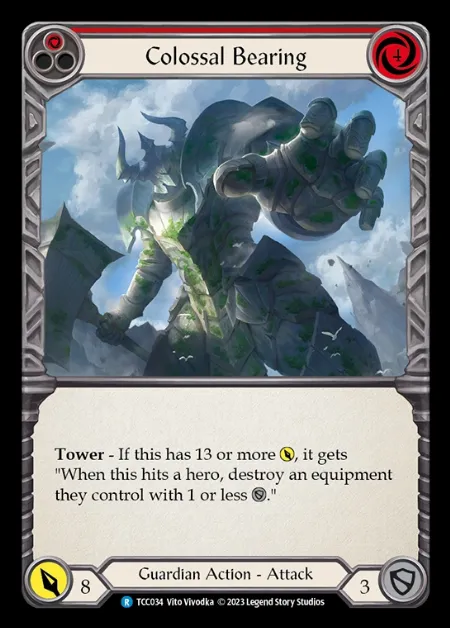 4
Colossal Bearing
Tower - If this has 13 or more , it gets
"When this hits a hero, destroy an equipment
they control with 1 or less ."
8
Guardian Action - Attack
3
R TCC034 Vito Vivodka © 2023 Legend Story Studios